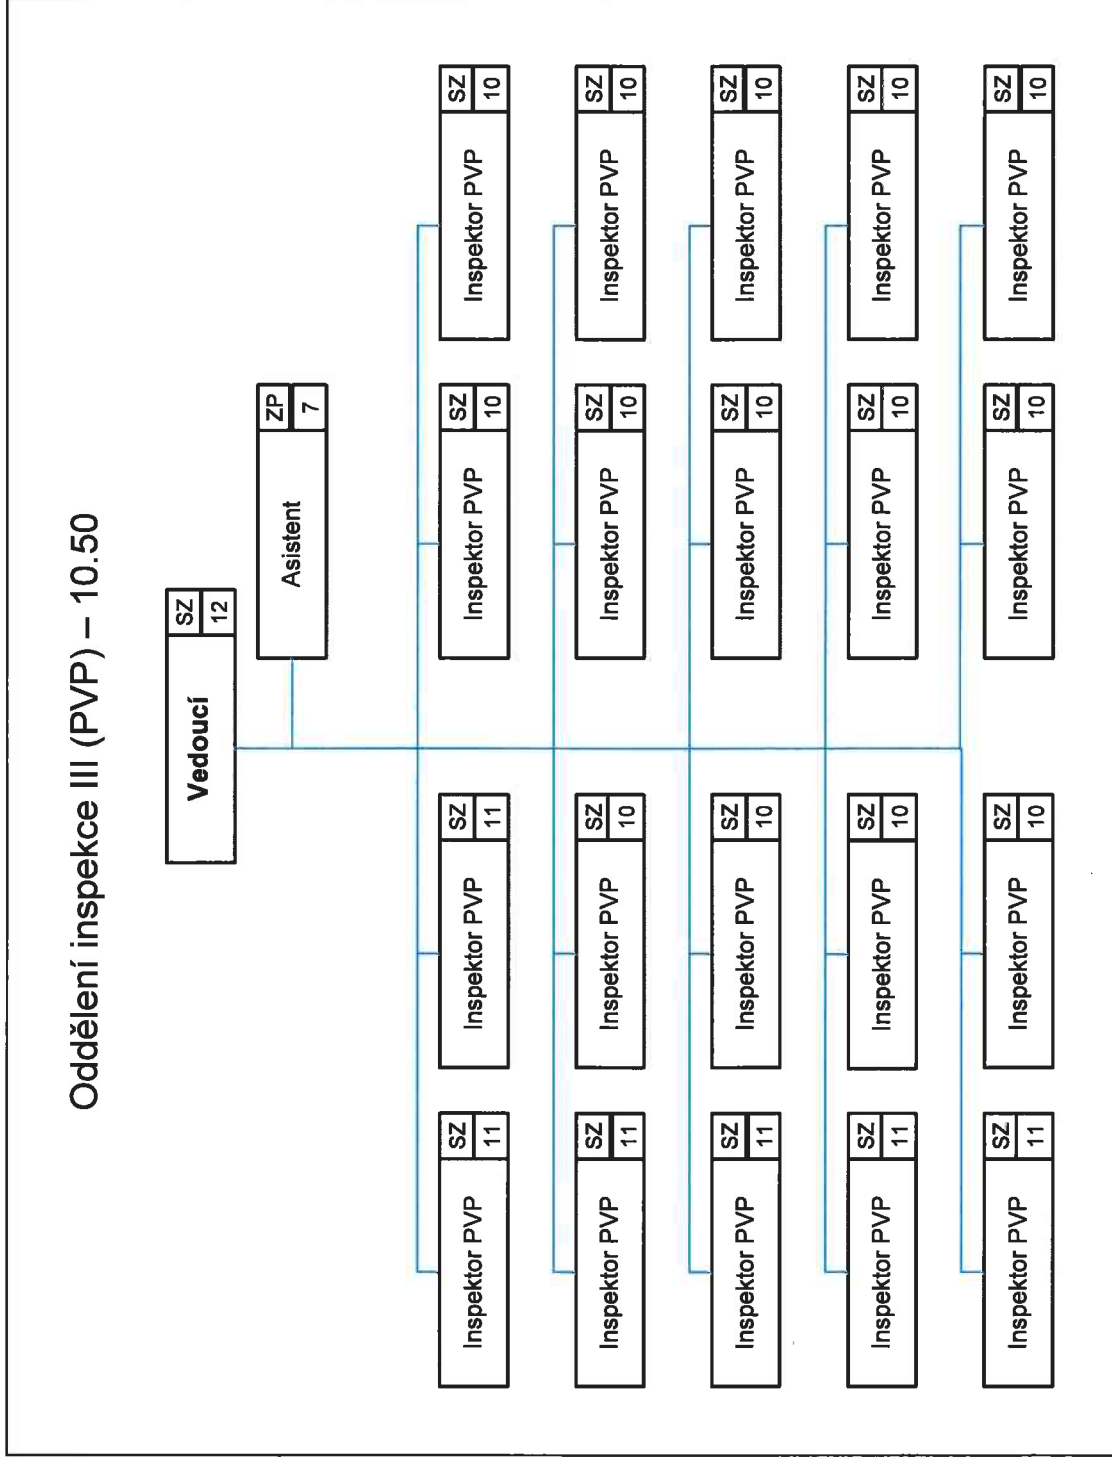 Oddělení inspekce III (PVP) – 10.50
Vedoucí
SZ
12
Asistent
ZP
7
Inspektor PVP
SZ
11
Inspektor PVP
SZ
11
Inspektor PVP
SZ
10
Inspektor PVP
SZ
10
Inspektor PVP
SZ
11
Inspektor PVP
SZ
10
Inspektor PVP
SZ
10
Inspektor PVP
SZ
10
Inspektor PVP
SZ
11
Inspektor PVP
SZ
10
Inspektor PVP
SZ
10
Inspektor PVP
SZ
10
Inspektor PVP
SZ
11
Inspektor PVP
SZ
10
Inspektor PVP
SZ
10
Inspektor PVP
SZ
10
Inspektor PVP
SZ
11
Inspektor PVP
SZ
10
Inspektor PVP
SZ
10
Inspektor PVP
SZ
10